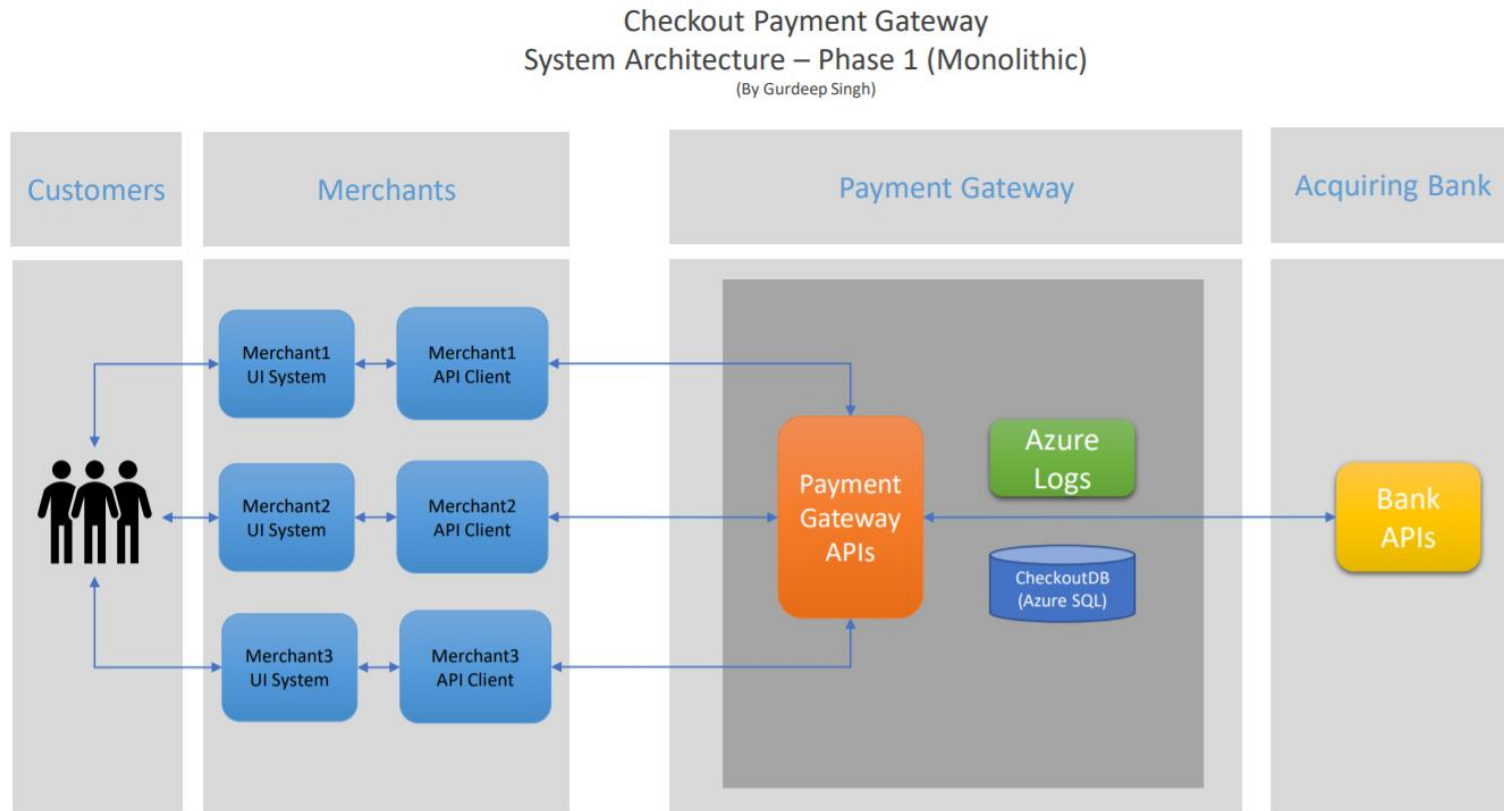 Checkout Payment Gateway
System Architecture – Phase 1 (Monolithic)
(By Gurdeep Singh)
Customers
Merchants
Payment Gateway
Acquiring Bank
Merchant1
UI System
Merchant1
API Client
Merchant2
UI System
Merchant2
API Client
Merchant3
UI System
Merchant3
API Client
Payment
Gateway
APIs
Azure
Logs
CheckoutDB
(Azure SQL)
Bank
APIs